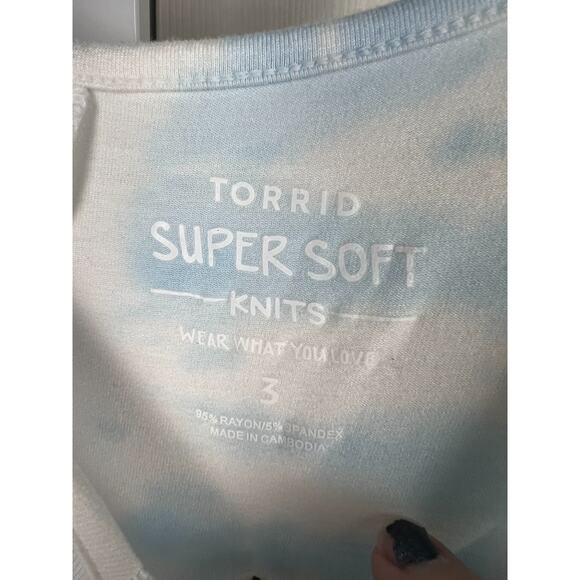 TORRID
SUPER SOFT
KNITS
WEAR WHAT YOU LOVE
3
95% RAYON/5% SPANDEX
MADE IN CAMBODIA